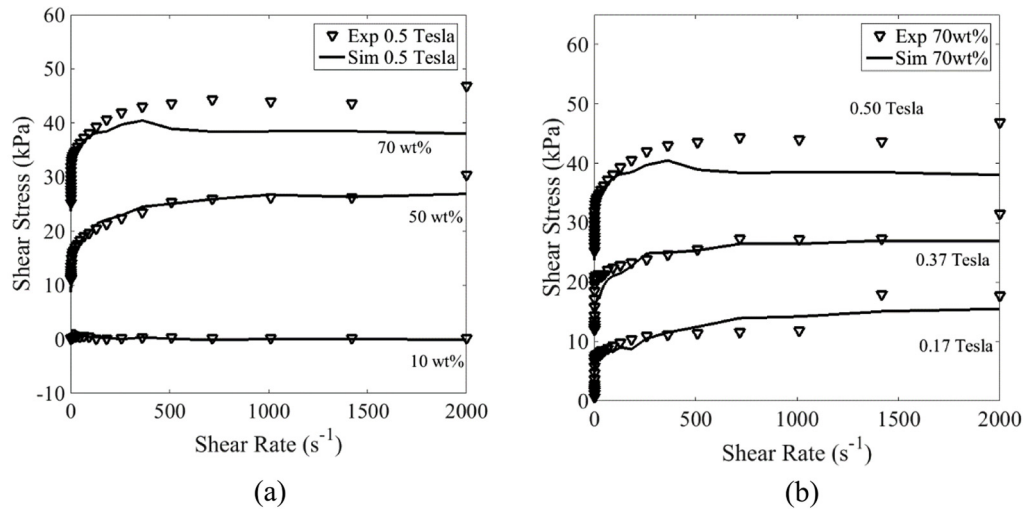 (a)
Shear Stress (kPa)
60
50
40
30
20
10
0
-10
Exp 0.5 Tesla
Sim 0.5 Tesla
70 wt%
50 wt%
10 wt%
0 500 1000 1500 2000
Shear Rate (s-1)
(a)
(b)
Shear Stress (kPa)
60
50
40
30
20
10
0
Exp 70wt%
Sim 70wt%
0.50 Tesla
0.37 Tesla
0.17 Tesla
0 500 1000 1500 2000
Shear Rate (s-1)
(b)